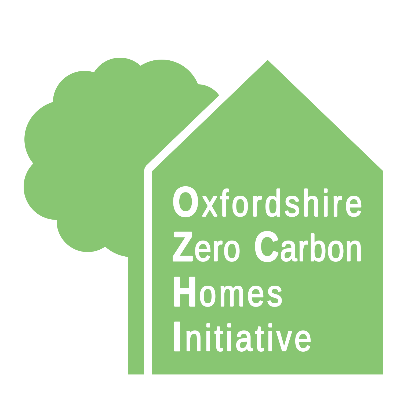 Oxfordshire
Zero Carbon
Homes
Initiative